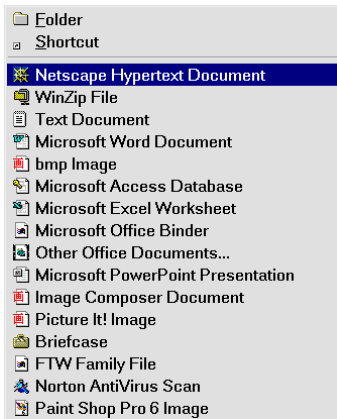 Folder
Shortcut
Netscape Hypertext Document
WinZip File
Text Document
Microsoft Word Document
bmp Image
Microsoft Access Database
Microsoft Excel Worksheet
Microsoft Office Binder
Other Office Documents...
Microsoft PowerPoint Presentation
Image Composer Document
Picture It! Image
Briefcase
FTW Family File
Norton AntiVirus Scan
Paint Shop Pro 6 Image